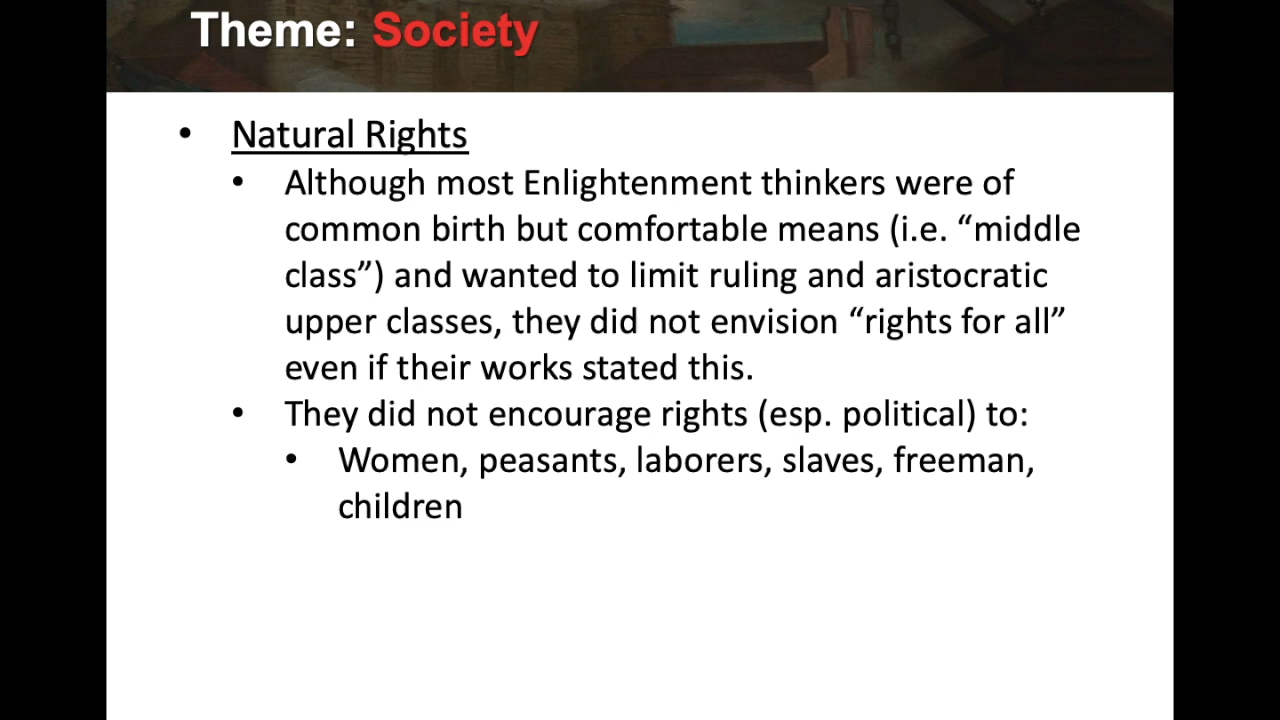 Theme: Society
• Natural Rights
• Although most Enlightenment thinkers were of
common birth but comfortable means (i.e. “middle
class”) and wanted to limit ruling and aristocratic
upper classes, they did not envision “rights for all”
even if their works stated this.
• They did not encourage rights (esp. political) to:
• Women, peasants, laborers, slaves, freeman,
children